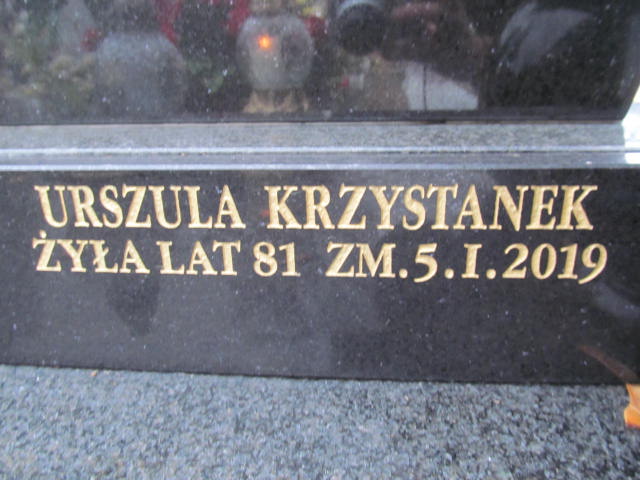 URSZULA KRZYSTANEK
ŻYŁA LAT 81 ZM.5.I.2019